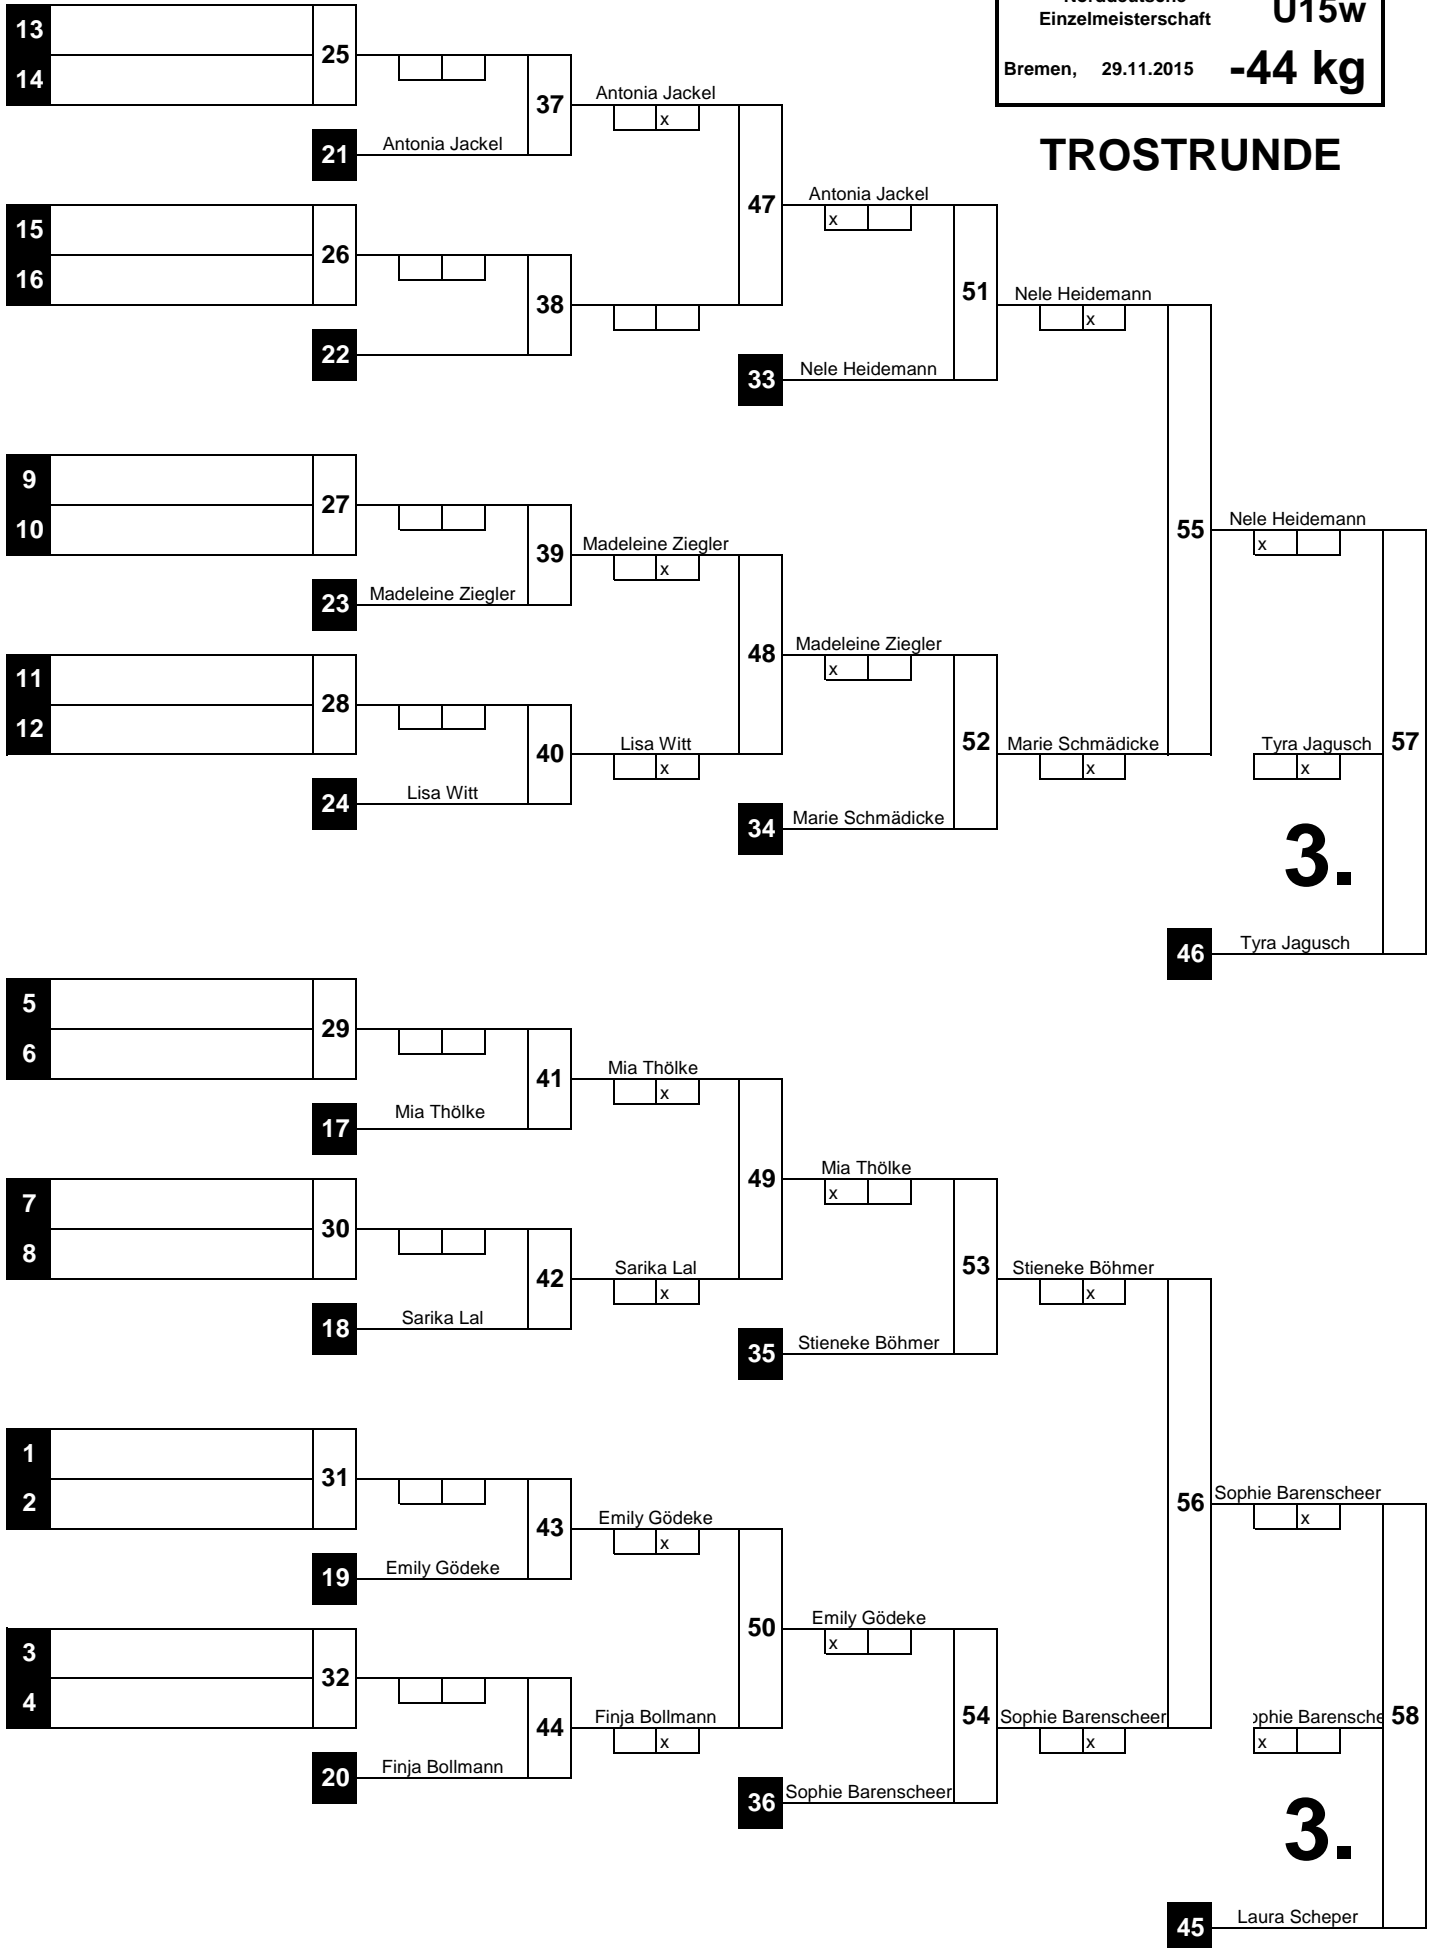 Einzelmeisterschaft U15w
Bremen, 29.11.2015 -44 kg
TROSTRUNDE
13
14
25
37
Antonia Jackel
x
21
Antonia Jackel
47
Antonia Jackel
x
15
16
26
38
22
51
Nele Heidemann
x
33
Nele Heidemann
9
10
27
39
Madeleine Ziegler
x
23
Madeleine Ziegler
48
Madeleine Ziegler
x
11
12
28
40
Lisa Witt
x
24
Lisa Witt
52
Marie Schmädicke
x
34
Marie Schmädicke
55
Nele Heidemann
x
Tyra Jagusch
x
57
3.
46
Tyra Jagusch
5
6
29
41
Mia Thölke
x
17
Mia Thölke
49
Mia Thölke
x
7
8
30
42
Sarika Lal
x
18
Sarika Lal
53
Stieneke Böhmer
x
35
Stieneke Böhmer
1
2
31
43
Emily Gödeke
x
19
Emily Gödeke
50
Emily Gödeke
x
3
4
32
44
Finja Bollmann
x
20
Finja Bollmann
54
Sophie Barenscheer
x
36
Sophie Barenscheer
56
Sophie Barenscheer
x
ophie Barensche
x
58
3.
45
Laura Scheper